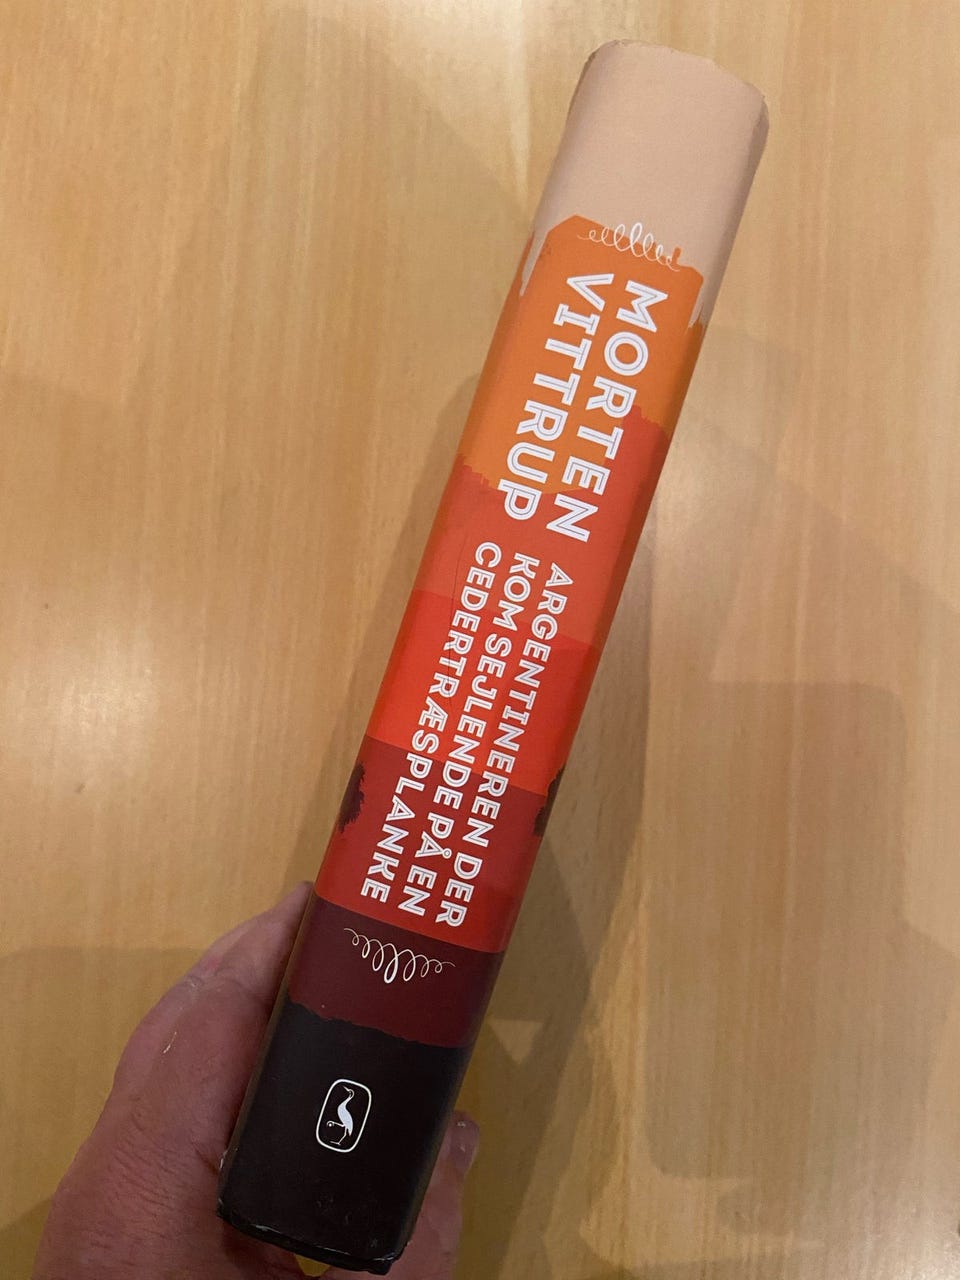 MORTEN
VITTRUP
ARGENTINEREN DER
KOM SEJLENDE PÅ EN
CEDERTRÆSPLANKE